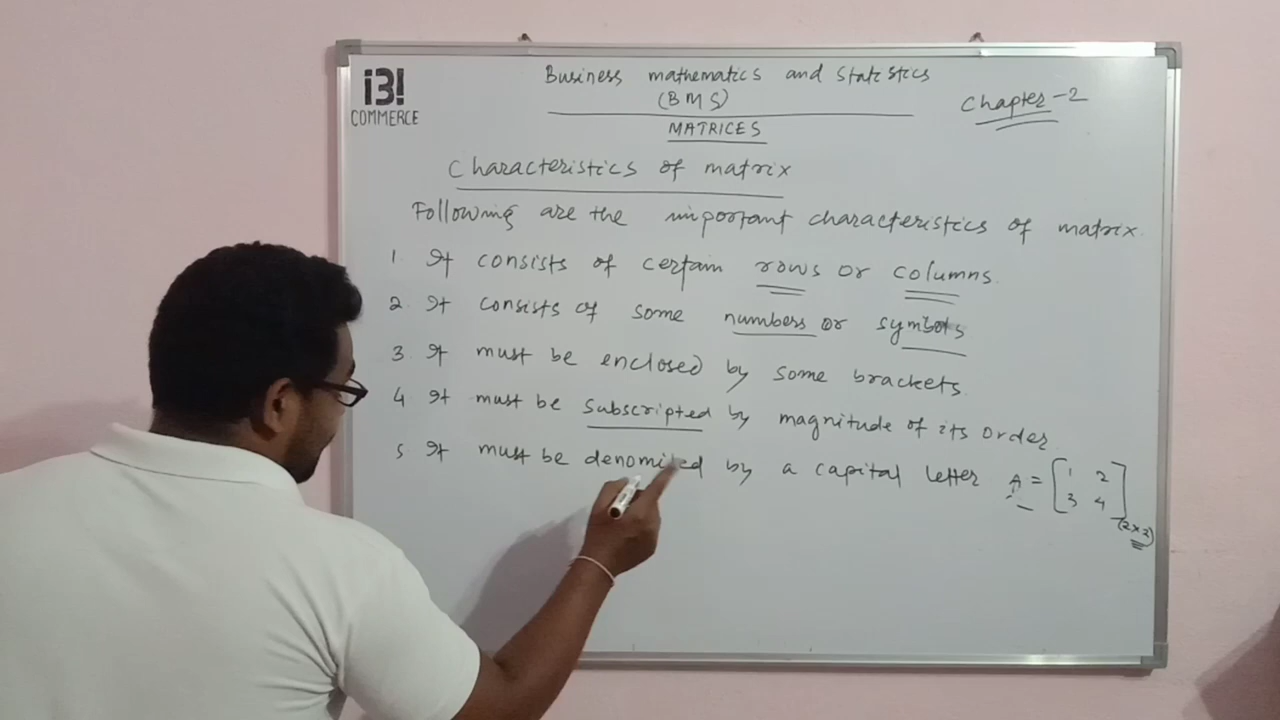 i3!
COMMERCE
Business mathematics and statistics
(BMS)
Chapter-2
MATRICES
Characteristics of matrix
Following are the important characteristics of matrix.
1 It consists of certain rows or columns.
2. It consists of some numbers or symbols
3 It must be enclosed by some brackets.
4 It must be subscripted by magnitude of its order
5 It must be denomited by a capital letter A = [1 2
3 4](2×2)